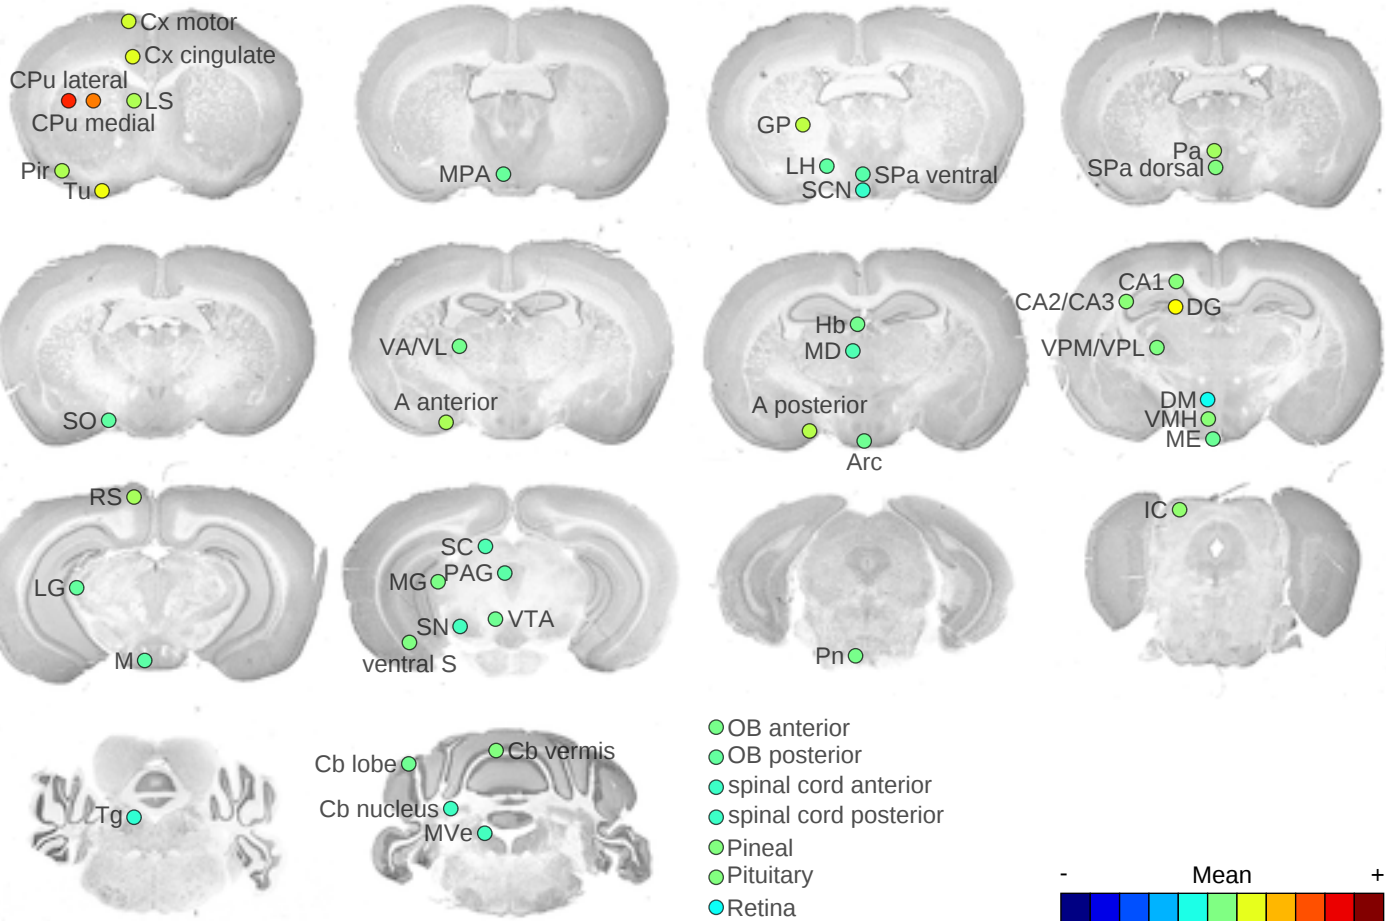 Cx motor
Cx cingulate
CPu lateral
LS
CPu medial
Pir
Tu
MPA
GP
LH
SPa ventral
SCN
Pa
SPa dorsal
SO
VA/VL
A anterior
Hb
MD
A posterior
Arc
CA1
CA2/CA3
DG
VPM/VPL
DM
VMH
ME
RS
LG
M
SC
PAG
MG
VTA
SN
ventral S
Pn
IC
Tg
Cb lobe
Cb vermis
Cb nucleus
MVe
OB anterior
OB posterior
spinal cord anterior
spinal cord posterior
Pineal
Pituitary
Retina
- Mean +